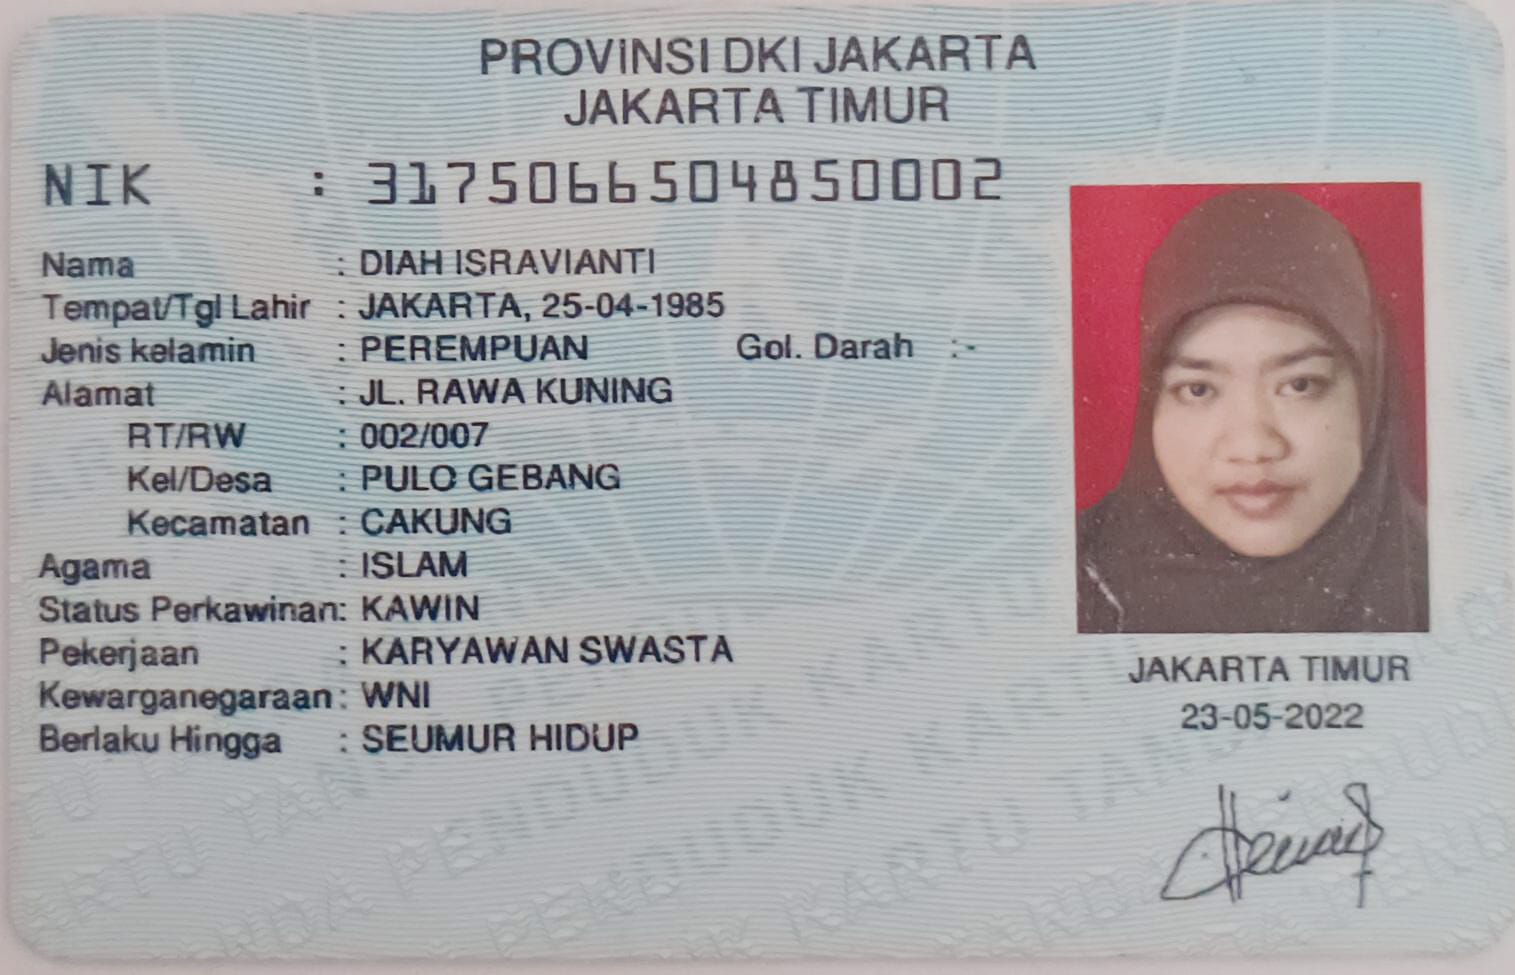 PROVINSI DKI JAKARTA
JAKARTA TIMUR
NIK : 3175066504850002
Nama : DIAH ISRAVIANTI
Tempat/Tgl Lahir : JAKARTA, 25-04-1985
Jenis kelamin : PEREMPUAN Gol. Darah :-
Alamat : JL. RAWA KUNING
RT/RW : 002/007
Kel/Desa : PULO GEBANG
Kecamatan : CAKUNG
Agama : ISLAM
Status Perkawinan: KAWIN
Pekerjaan : KARYAWAN SWASTA
Kewarganegaraan: WNI
Berlaku Hingga : SEUMUR HIDUP
JAKARTA TIMUR
23-05-2022